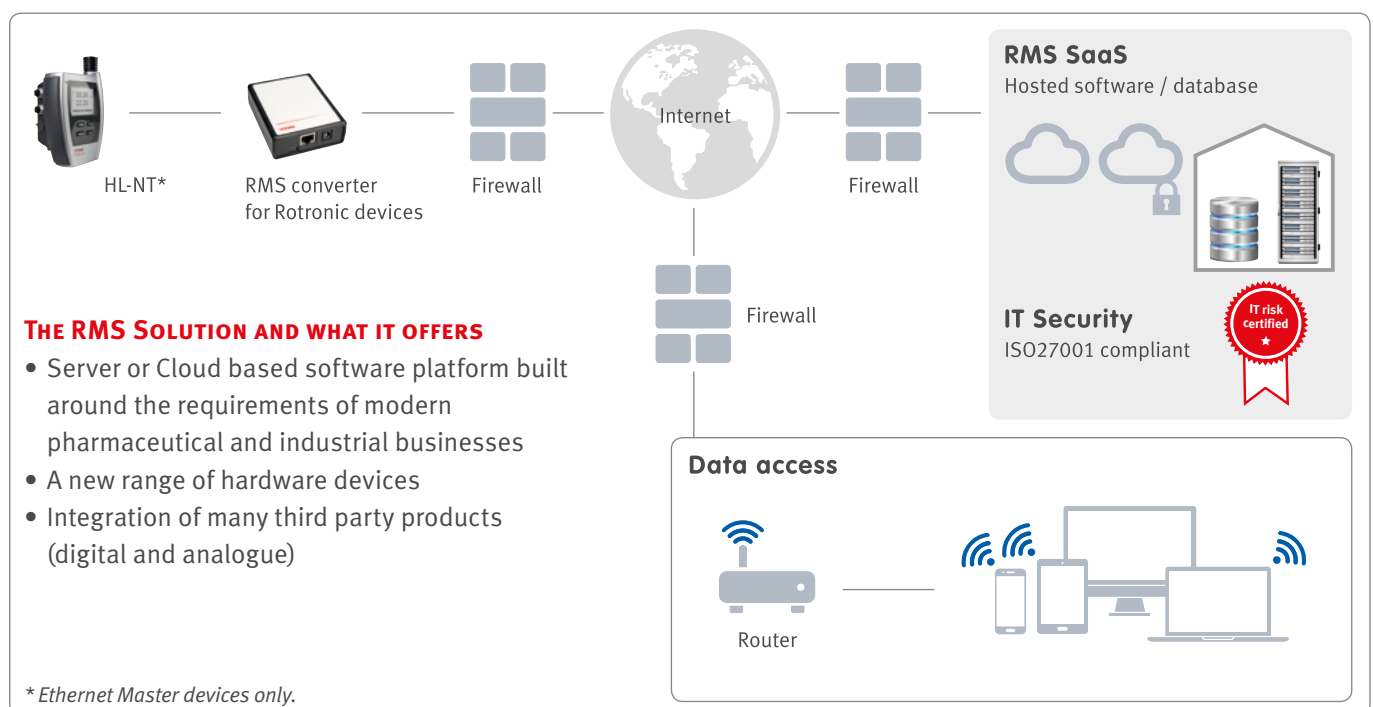 HL-NT*
RMS converter
for Rotronic devices
Firewall
Internet
Firewall
RMS SaaS
Hosted software / database
IT Security
ISO27001 compliant
IT risk
certified
Firewall
THE RMS SOLUTION AND WHAT IT OFFERS
• Server or Cloud based software platform built
around the requirements of modern
pharmaceutical and industrial businesses
• A new range of hardware devices
• Integration of many third party products
(digital and analogue)
Data access
Router
* Ethernet Master devices only.